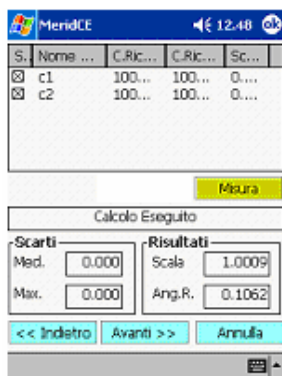 MeridCE 12.48 ok
S.. Nome ... C.Ric... C.Ric... Sc...
c1 100... 100... 0....
c2 100... 100... 0....
Misura
Calcolo Eseguito
Scarti Risultati
Med. 0.000 Scala 1.0009
Max. 0.000 Ang.R. 0.1062
<< Indietro Avanti >> Annulla